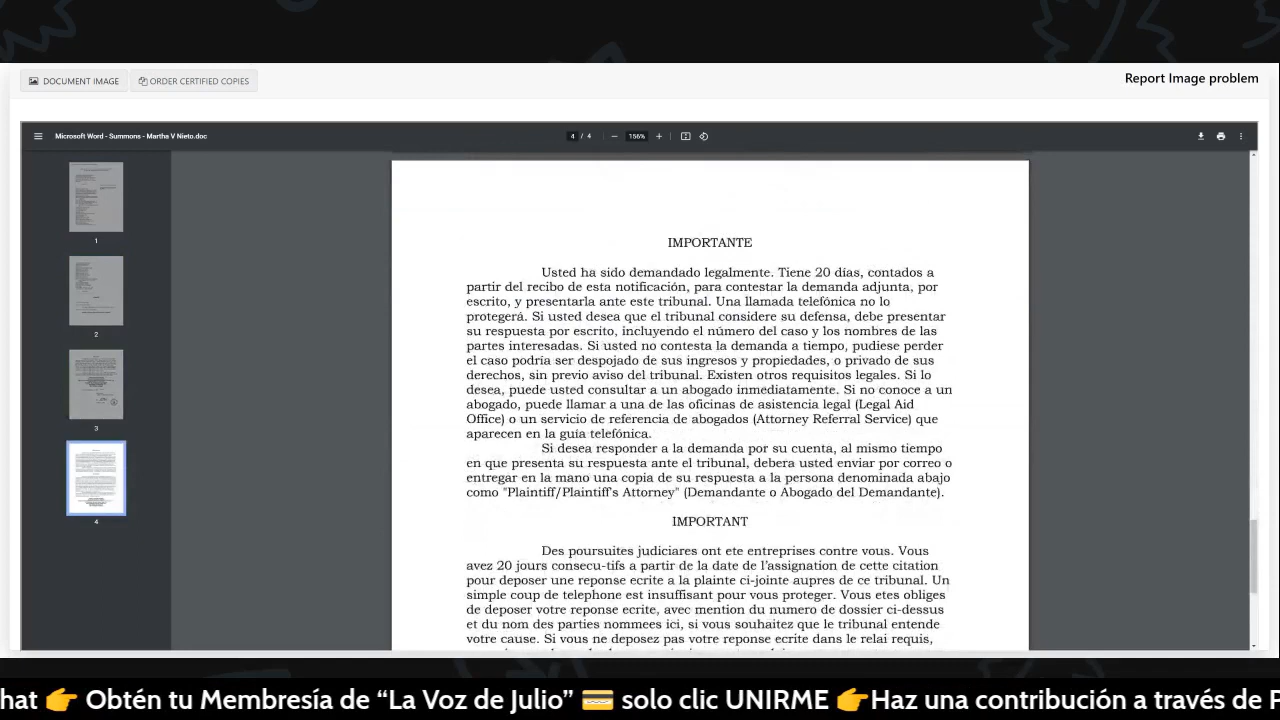 DOCUMENT IMAGE
ORDER CERTIFIED COPIES
Report Image problem
Microsoft Word - Summons - Martha V Nieto.doc
4 / 4
156%
1
2
3
4
IMPORTANTE
Usted ha sido demandado legalmente. Tiene 20 dias, contados a
partir del recibo de esta notificación, para contestar la demanda adjunta, por
escrito, y presentarla ante este tribunal. Una llamada telefónica no lo
protegerá. Si usted desea que el tribunal considere su defensa, debe presentar
su respuesta por escrito, incluyendo el número del caso y los nombres de las
partes interesadas. Si usted no contesta la demanda a tiempo, pudiese perder
el caso podría ser despojado de sus ingresos y propiedades, o privado de sus
derechos, sin previo aviso del tribunal. Existen otros requisitos legales. Si lo
desea, puede usted consultar a un abogado inmediatamente. Si no conoce a un
abogado, puede llamar a una de las oficinas de asistencia legal (Legal Aid
Office) o un servicio de referencia de abogados (Attorney Referral Service) que
aparecen en la guia telefónica.
Si desea responder a la demanda por su cuenta, al mismo tiempo
en que presenta su respuesta ante el tribunal, debera usted enviar por correo o
entregar en la mano una copia de su respuesta a la persona denominada abajo
como "Plaintiff/Plaintiff's Attorney" (Demandante o Abogado del Demandante).
IMPORTANT
Des poursuites judiciares ont ete entreprises contre vous. Vous
avez 20 jours consecu-tifs a partir de la date de l'assignation de cette citation
pour deposer une reponse ecrite a la plainte ci-jointe aupres de ce tribunal. Un
simple coup de telephone est insuffisant pour vous proteger. Vous etes obliges
de deposer votre reponse ecrite, avec mention du numero de dossier ci-dessus
et du nom des parties nommees ici, si vous souhaitez que le tribunal entende
votre cause. Si vous ne deposez pas votre reponse ecrite dans le relai requis,
hat 👉 Obtén tu Membresía de “La Voz de Julio” 💳 solo clic UNIRME 👉Haz una contribución a través de